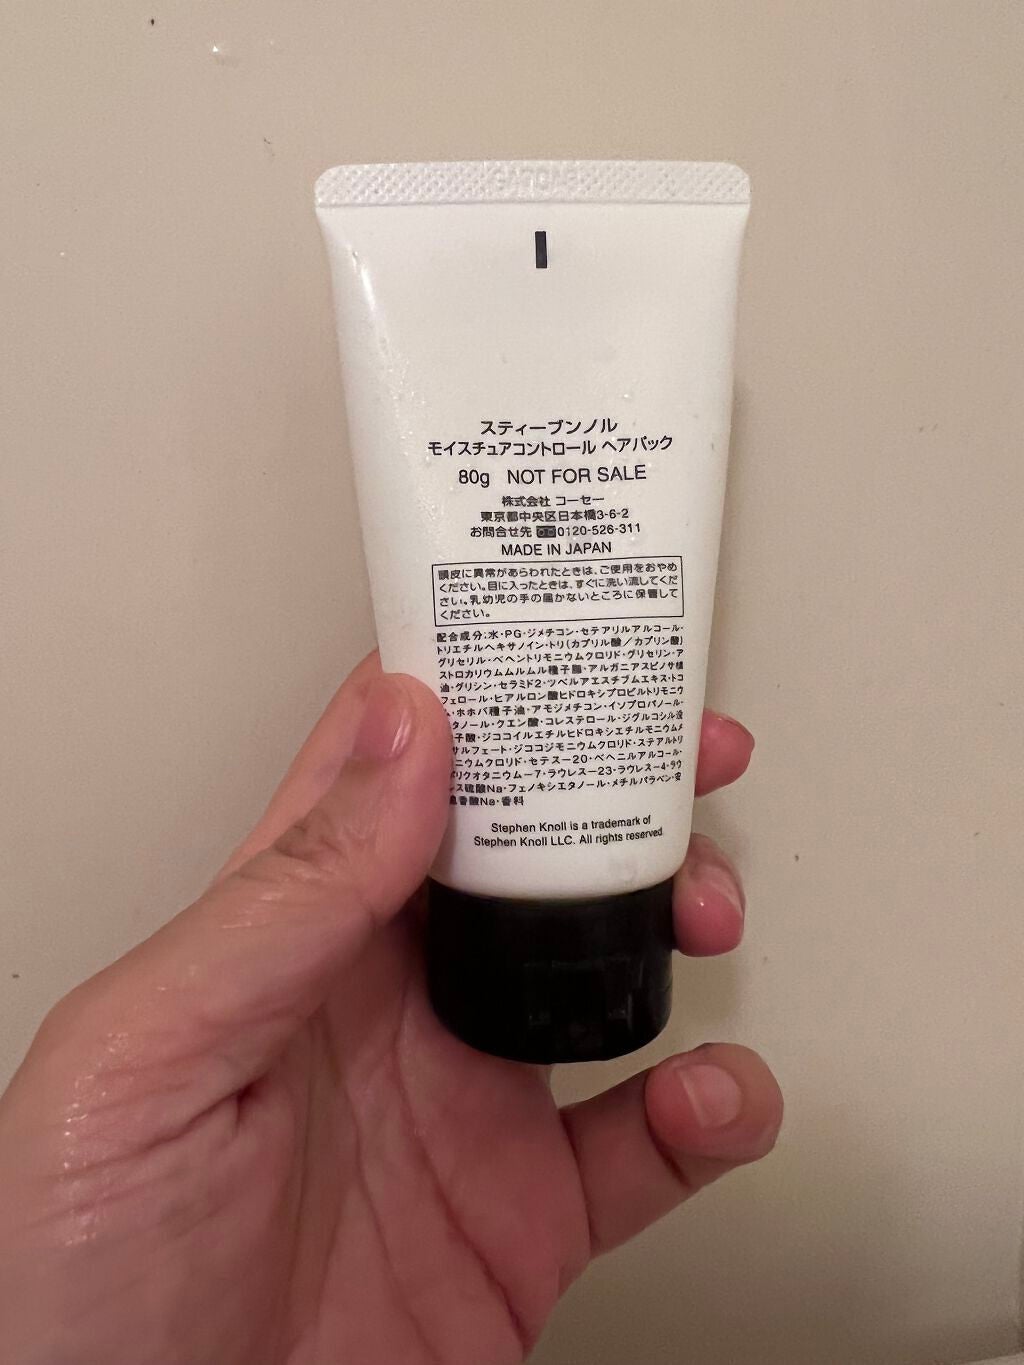 スティーブンノル
モイスチュアコントロール ヘアパック
80g NOT FOR SALE
株式会社 コーセー
東京都中央区日本橋3-6-2
お問合せ先 0120-526-311
MADE IN JAPAN
頭皮に異常があらわれたときは、ご使用をおやめ
ください。目に入ったときは、すぐに洗い流してくだ
さい。乳幼児の手の届かないところに保管して
ください。
配合成分:水・PG・ジメチコン・セテアリルアルコール・
トリエチルヘキサノイン・トリ(カプリル酸/カプリン酸)
グリセリル・ベヘントリモニウムクロリド・グリセリン・ア
ストロカリウムムルムル種子脂・アルガニアスピノサ核
油・グリシン・セラミド2・ツベルアエスチブムエキス・トコ
フェロール・ヒアルロン酸ヒドロキシプロピルトリモニウ
ム・ホホバ種子油・アモジメチコン・イソプロパノール・
タノール・クエン酸・コレステロール・ジグルコシル没
子酸・ジココイルエチルヒドロキシエチルモニウムメ
サルフェート・ジココジモニウムクロリド・ステアルトリ
ニウムクロリド・セテス-20・ベヘニルアルコール・
ポリクオタニウム-7・ラウレス-23・ラウレス-4・ラウ
レス硫酸Na・フェノキシエタノール・メチルパラベン・安
息香酸Na・香料
Stephen Knoll is a trademark of
Stephen Knoll LLC. All rights reserved.